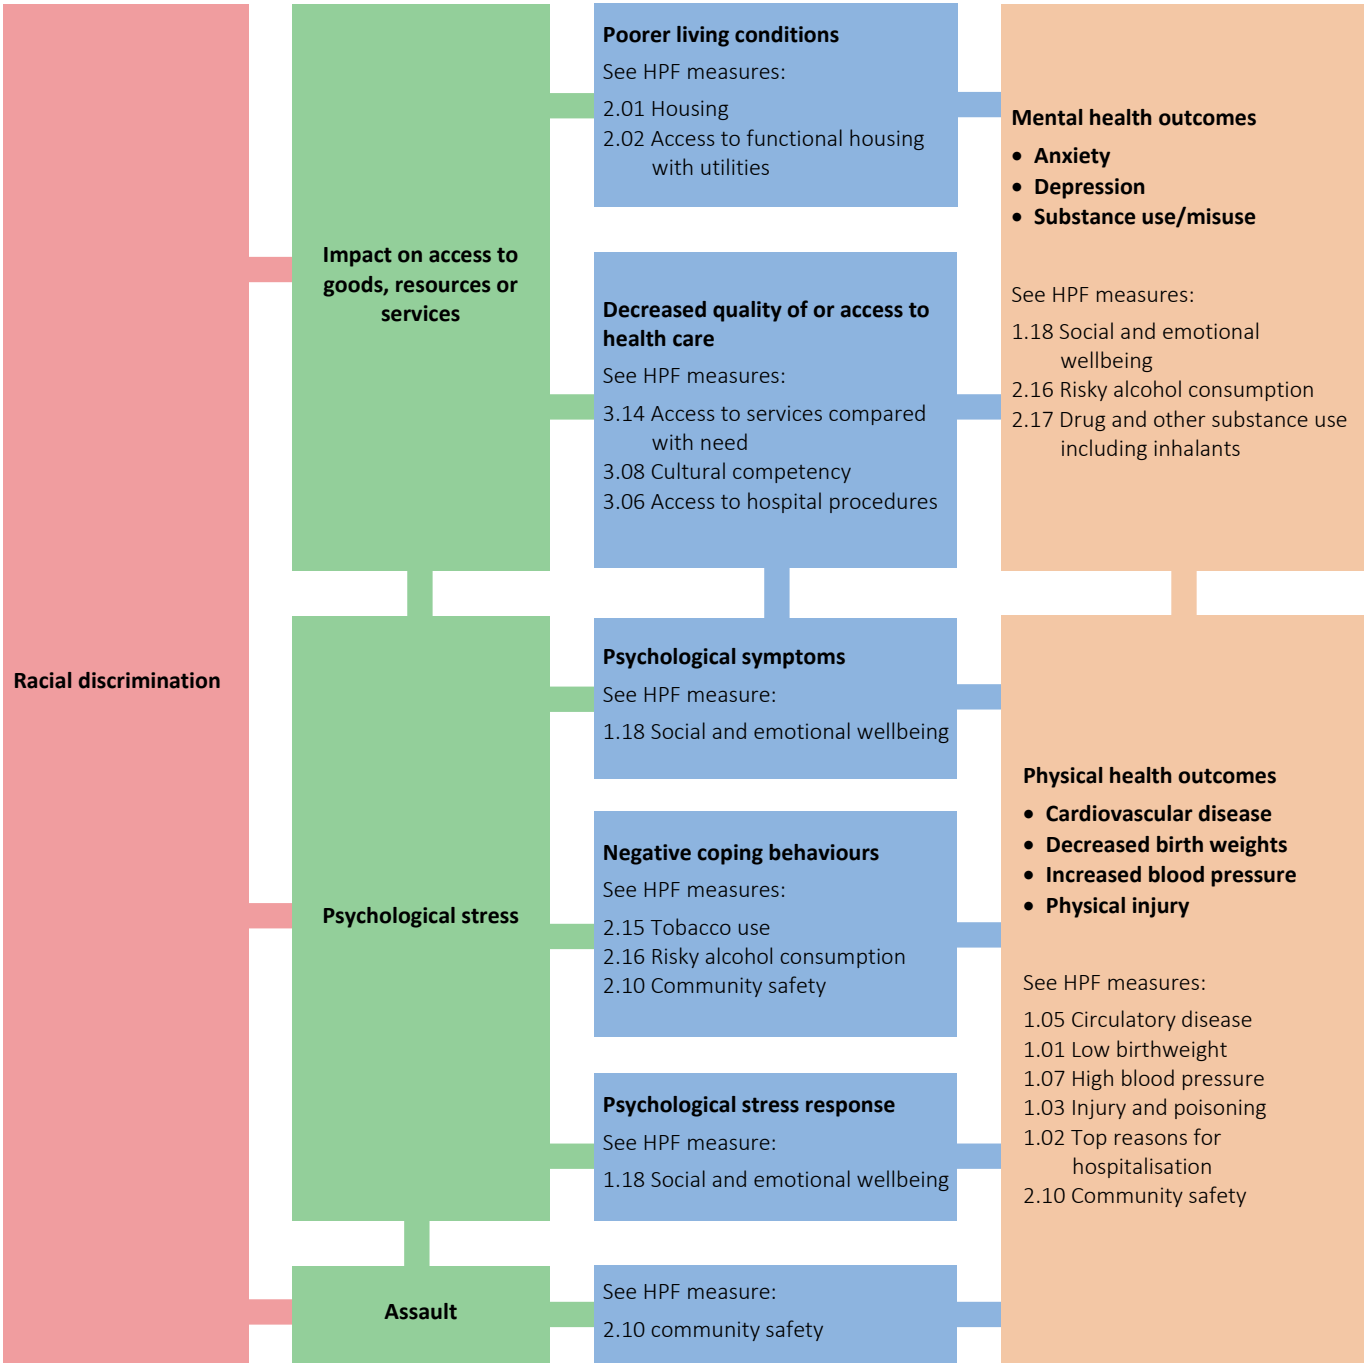 Racial discrimination
Impact on access to
goods, resources or
services
Psychological stress
Assault
Poorer living conditions
See HPF measures:
2.01 Housing
2.02 Access to functional housing
with utilities
Decreased quality of or access to
health care
See HPF measures:
3.14 Access to services compared
with need
3.08 Cultural competency
3.06 Access to hospital procedures
Psychological symptoms
See HPF measure:
1.18 Social and emotional wellbeing
Negative coping behaviours
See HPF measures:
2.15 Tobacco use
2.16 Risky alcohol consumption
2.10 Community safety
Psychological stress response
See HPF measure:
1.18 Social and emotional wellbeing
See HPF measure:
2.10 community safety
Mental health outcomes
• Anxiety
• Depression
• Substance use/misuse
See HPF measures:
1.18 Social and emotional
wellbeing
2.16 Risky alcohol consumption
2.17 Drug and other substance use
including inhalants
Physical health outcomes
• Cardiovascular disease
• Decreased birth weights
• Increased blood pressure
• Physical injury
See HPF measures:
1.05 Circulatory disease
1.01 Low birthweight
1.07 High blood pressure
1.03 Injury and poisoning
1.02 Top reasons for
hospitalisation
2.10 Community safety